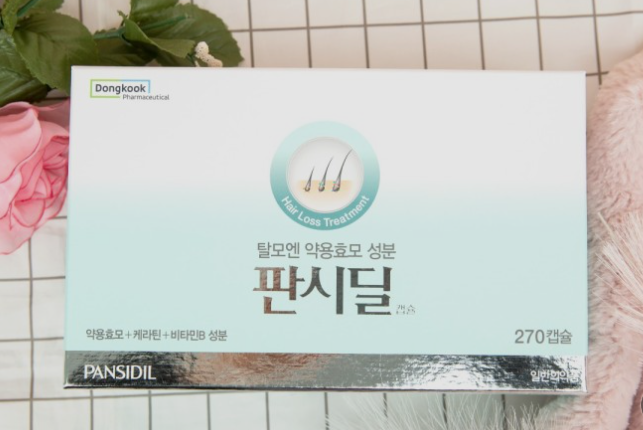 Dongkook
Pharmaceutical
Hair Loss Treatment
탈모엔 약용효모 성분
판시딜 캡슐
약용효모+케라틴+비타민B 성분
270캡슐
PANSIDIL
일반의약품